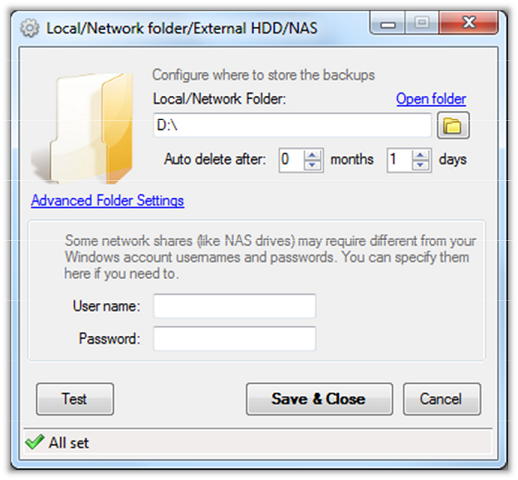 Local/Network folder/External HDD/NAS
Configure where to store the backups
Local/Network Folder:
Open folder
D:\
Auto delete after: 0 months 1 days
Advanced Folder Settings
Some network shares (like NAS drives) may require different from your
Windows account usernames and passwords. You can specify them
here if you need to.
User name:
Password:
Test
Save & Close
Cancel
All set